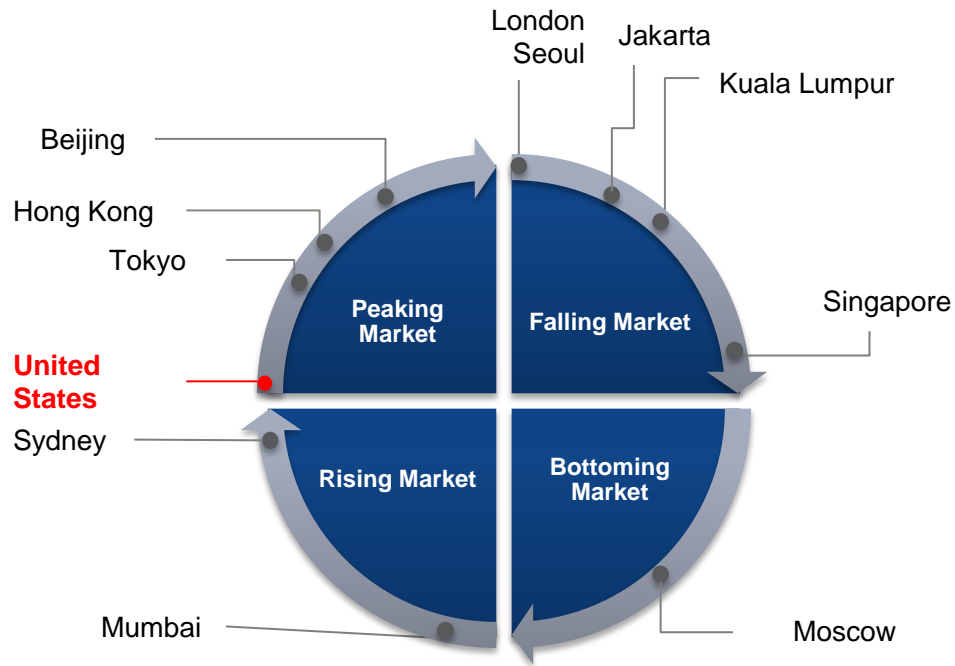 London
Seoul
Jakarta
Kuala Lumpur
Beijing
Hong Kong
Tokyo
Peaking
Market
Falling Market
Singapore
United
States
Sydney
Rising Market
Bottoming
Market
Mumbai
Moscow